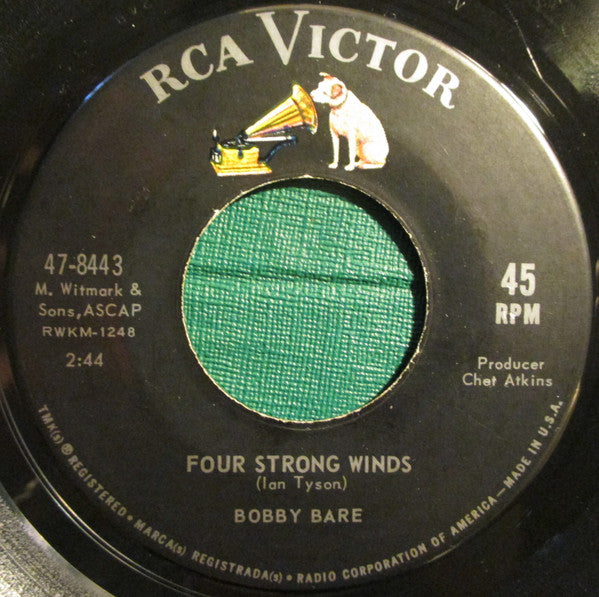 RCA VICTOR
47-8443
M. Witmark &
Sons, ASCAP
RWKM-1248
2:44
45
RPM
Producer
Chet Atkins
FOUR STRONG WINDS
(Ian Tyson)
BOBBY BARE
TMK(s) ® REGISTERED • MARCA(s) REGISTRADA(s) • RADIO CORPORATION OF AMERICA—MADE IN U.S.A.